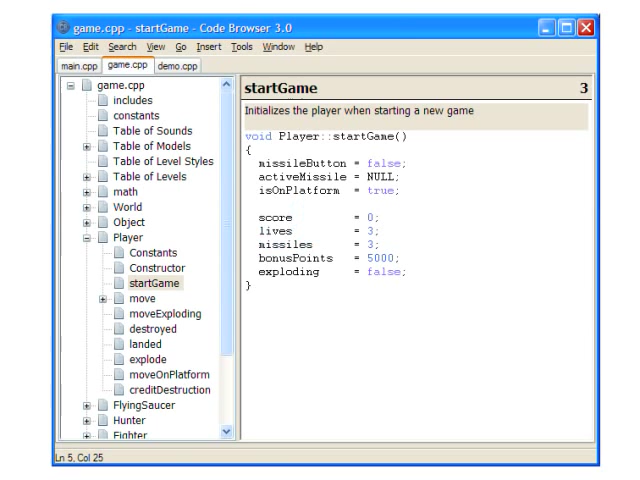 game.cpp - startGame - Code Browser 3.0
File Edit Search View Go Insert Tools Window Help
main.cpp game.cpp demo.cpp
game.cpp
includes
constants
Table of Sounds
Table of Models
Table of Level Styles
Table of Levels
math
World
Object
Player
Constants
Constructor
startGame
move
moveExploding
destroyed
landed
explode
moveOnPlatform
creditDestruction
FlyingSaucer
Hunter
Fighter
startGame 3
Initializes the player when starting a new game
void Player::startGame()
{
missileButton = false;
activeMissile = NULL;
isOnPlatform = true;
score = 0;
lives = 3;
missiles = 3;
bonusPoints = 5000;
exploding = false;
}
Ln 5, Col 25